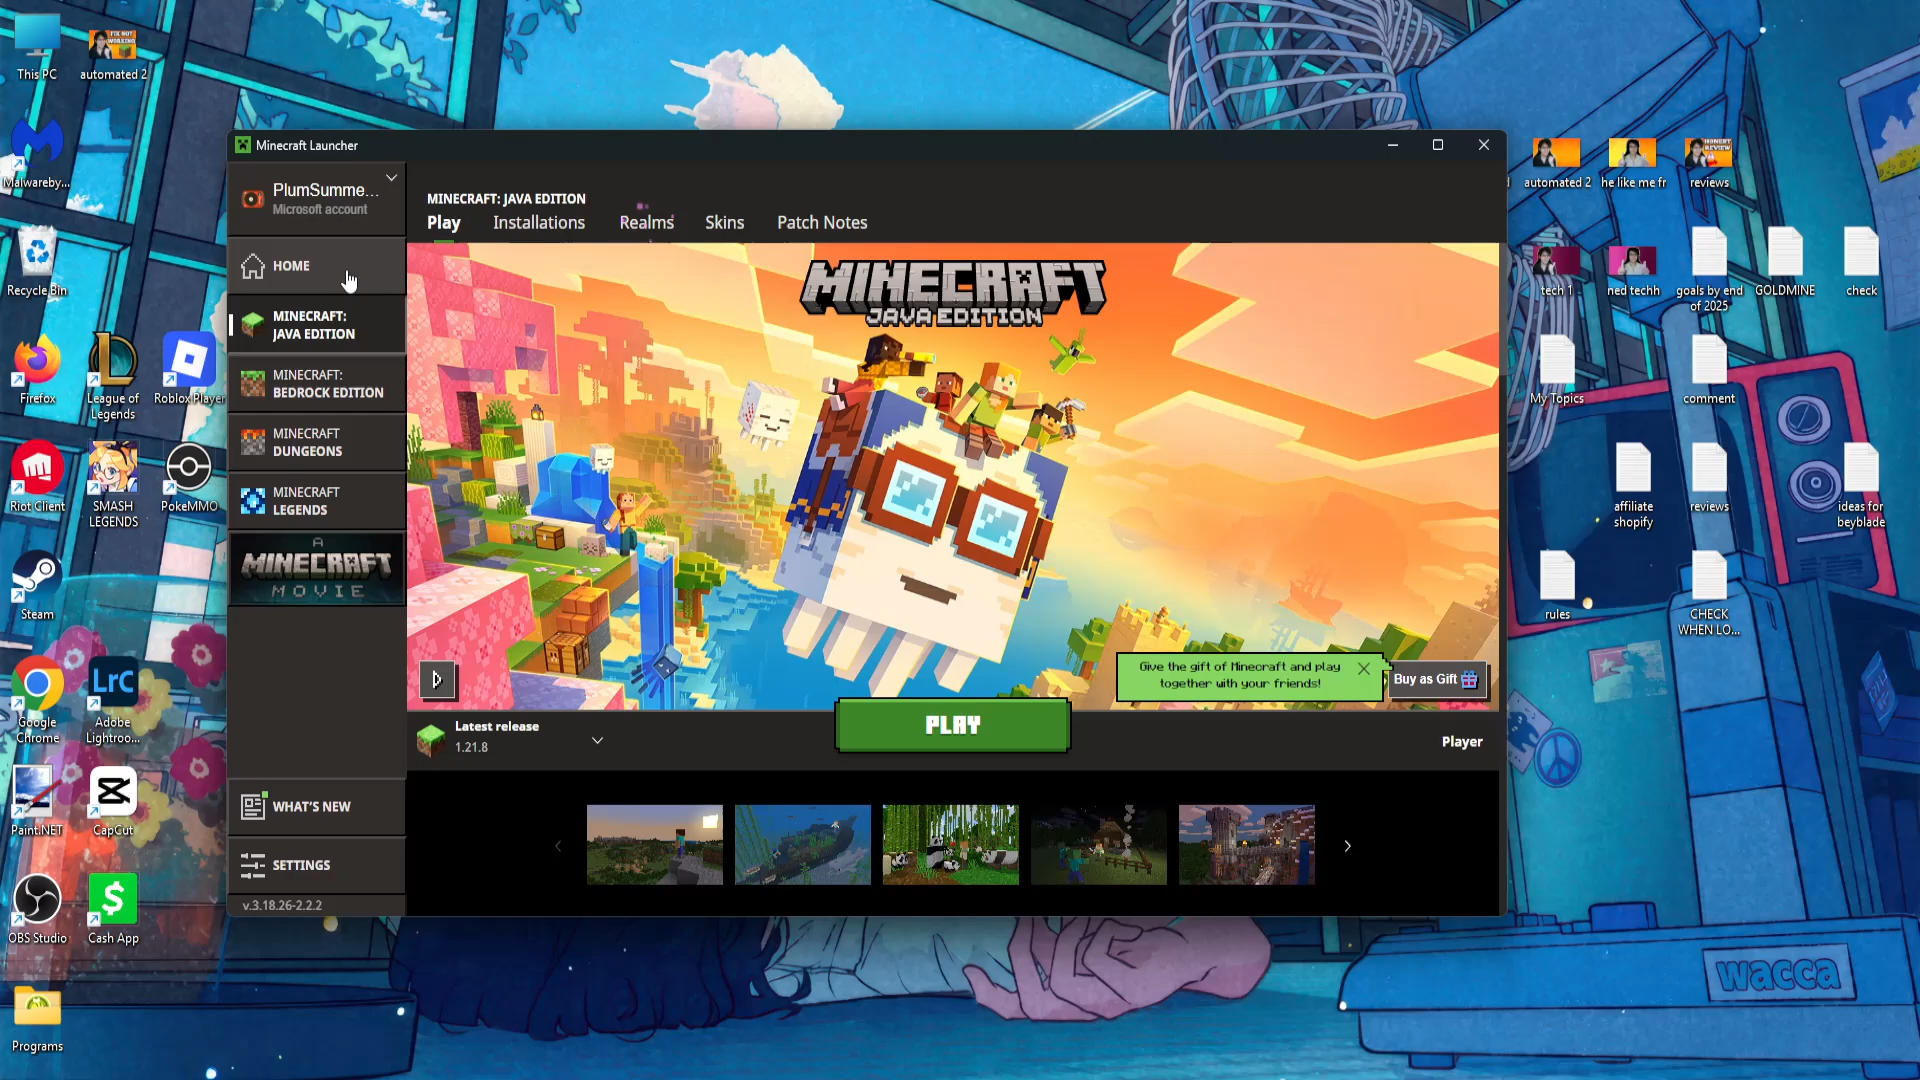 This PC
automated 2
Malwareby...
Recycle Bin
Firefox
League of
Legends
Roblox Player
Riot Client
SMASH
LEGENDS
PokeMMO
Steam
Google
Chrome
Adobe
Lightroo...
Paint.NET
CapCut
OBS Studio
Cash App
Programs
Minecraft Launcher
PlumSumme...
Microsoft account
HOME
MINECRAFT:
JAVA EDITION
MINECRAFT:
BEDROCK EDITION
MINECRAFT
DUNGEONS
MINECRAFT
LEGENDS
A
MINECRAFT
MOVIE
WHAT'S NEW
SETTINGS
v.3.18.26-2.2.2
MINECRAFT: JAVA EDITION
Play Installations Realms Skins Patch Notes
MINECRAFT
JAVA EDITION
Give the gift of Minecraft and play
together with your friends!
Buy as Gift
Latest release
1.21.8
PLAY
Player
automated 2
he like me fr
HONEST
REVIEW
reviews
tech 1
ned techh
goals by end
of 2025
GOLDMINE
check
My Topics
comment
affiliate
shopify
reviews
ideas for
beyblade
rules
CHECK
WHEN LO...
wacca